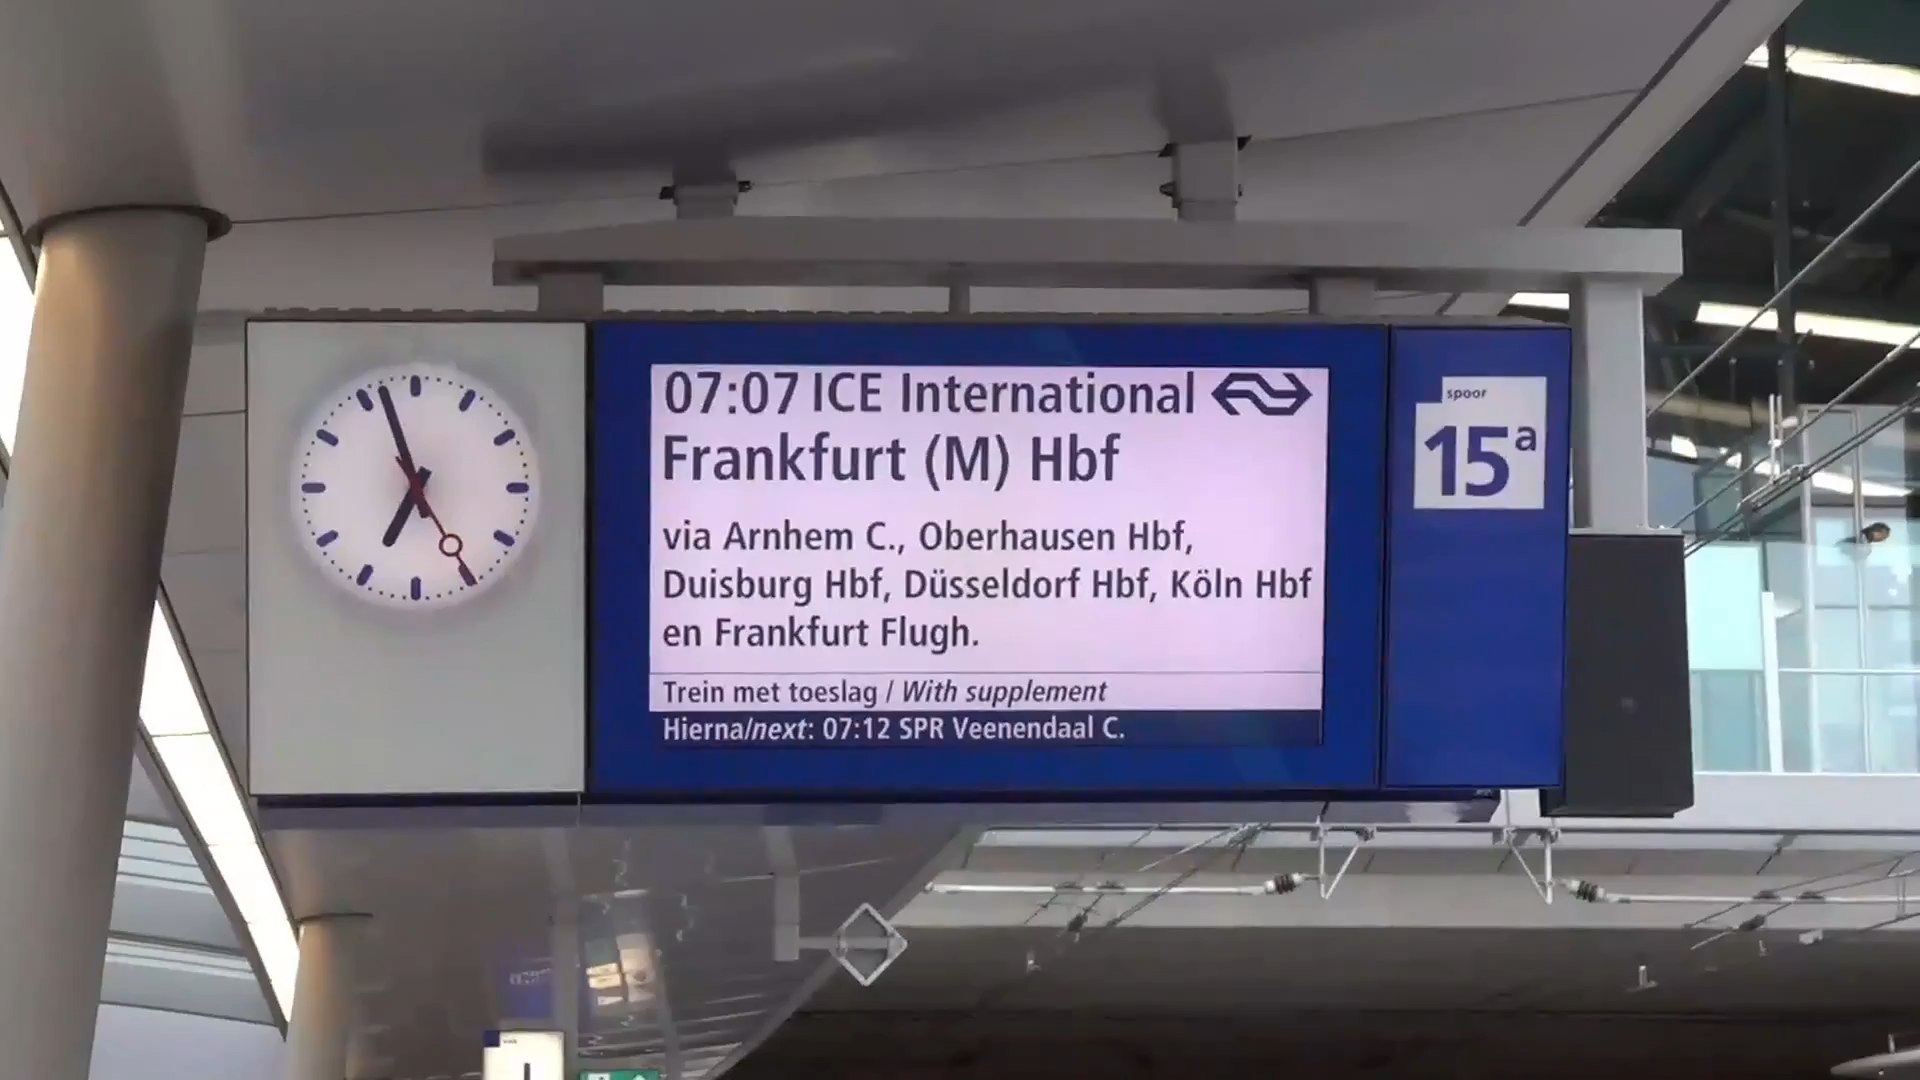 07:07 ICE International
Frankfurt (M) Hbf
via Arnhem C., Oberhausen Hbf,
Duisburg Hbf, Düsseldorf Hbf, Köln Hbf
en Frankfurt Flugh.
Trein met toeslag / With supplement
Hierna/next: 07:12 SPR Veenendaal C.
spoor
15a